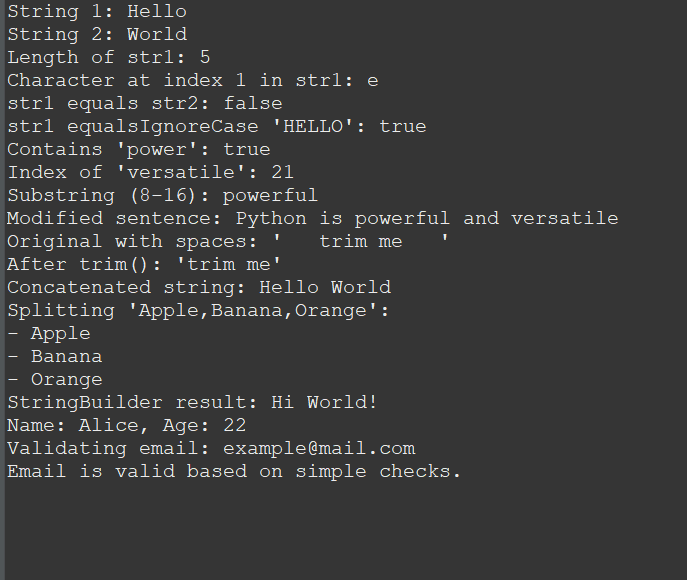 String 1: Hello
String 2: World
Length of str1: 5
Character at index 1 in str1: e
str1 equals str2: false
str1 equalsIgnoreCase 'HELLO': true
Contains 'power': true
Index of 'versatile': 21
Substring (8-16): powerful
Modified sentence: Python is powerful and versatile
Original with spaces: '   trim me   '
After trim(): 'trim me'
Concatenated string: Hello World
Splitting 'Apple,Banana,Orange':
- Apple
- Banana
- Orange
StringBuilder result: Hi World!
Name: Alice, Age: 22
Validating email: example@mail.com
Email is valid based on simple checks.